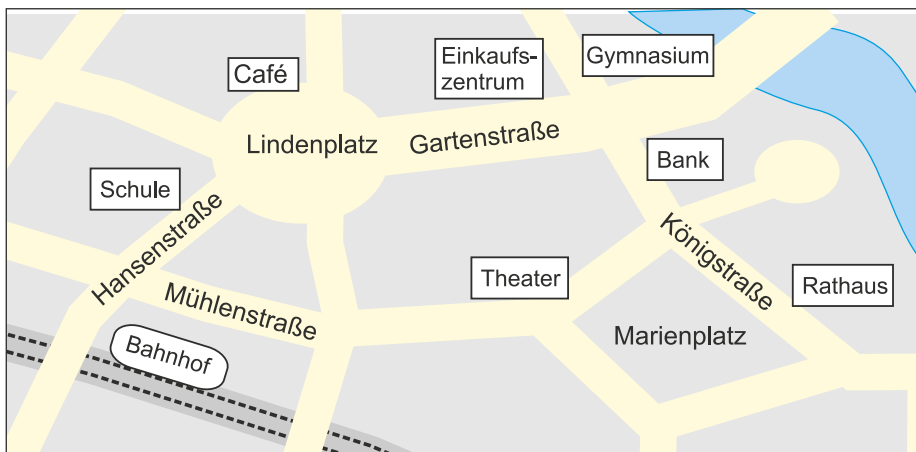 Einkaufs-
zentrum
Gymnasium
Café
Lindenplatz
Gartenstraße
Bank
Schule
Hansenstraße
Königstraße
Theater
Rathaus
Mühlenstraße
Marienplatz
Bahnhof